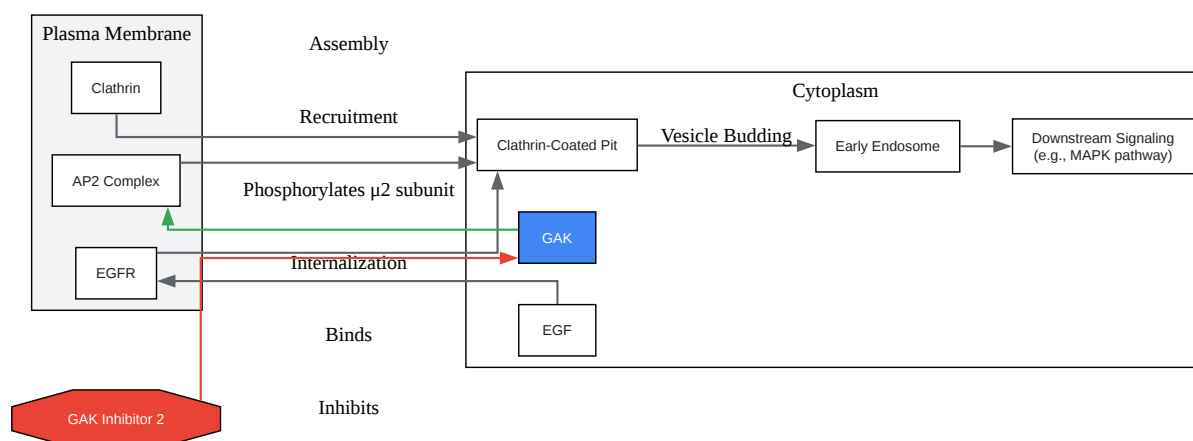 Plasma Membrane
Assembly
Clathrin
Cytoplasm
Recruitment
Vesicle Budding
Clathrin-Coated Pit
Early Endosome
Downstream Signaling
(e.g., MAPK pathway)
AP2 Complex
Phosphorylates μ2 subunit
GAK
EGFR
Internalization
EGF
Binds
Inhibits
GAK Inhibitor 2